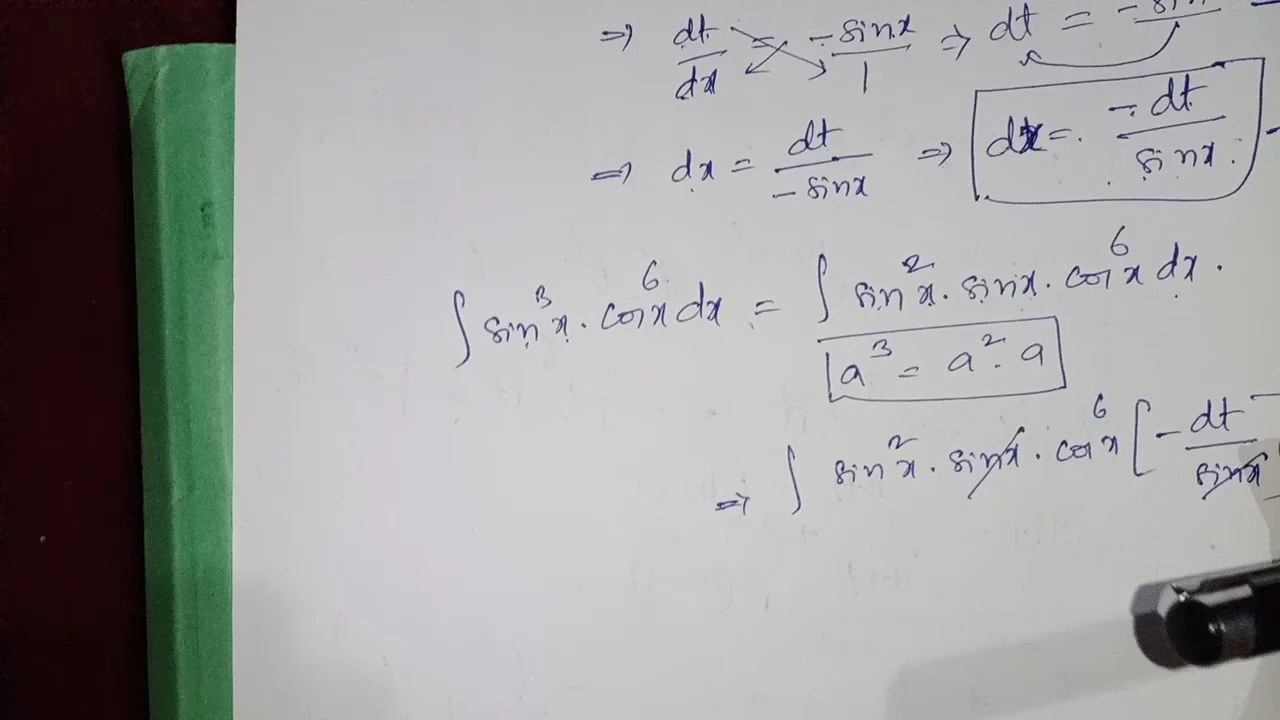 ⇒ dt/dx = -sinx/1 ⇒ dt = -sin
⇒ dx = dt/-sinx ⇒ dx = -dt/sinx.
∫ sin³x . cos⁶x dx = ∫ sin²x . sinx . cos⁶x dx .
a³ = a² . a
⇒ ∫ sin²x . sinx . cos⁶x [ - dt/sinx ]